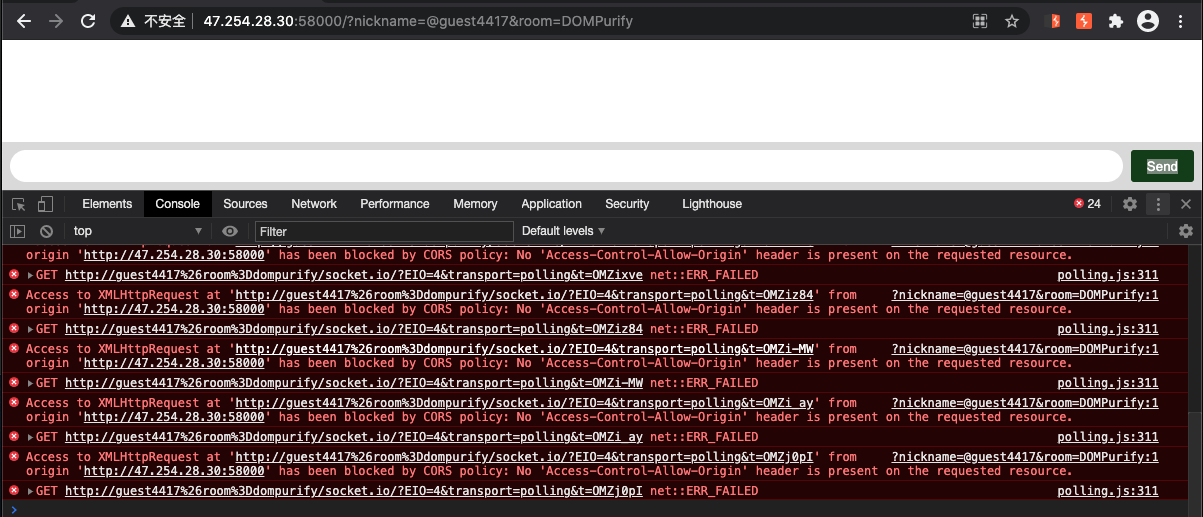 不安全 47.254.28.30:58000/?nickname=@guest4417&room=DOMPurify
Send
Elements Console Sources Network Performance Memory Application Security Lighthouse 24
top Filter Default levels
origin 'http://47.254.28.30:58000' has been blocked by CORS policy: No 'Access-Control-Allow-Origin' header is present on the requested resource.
GET http://guest4417%26room%3Ddompurify/socket.io/?EIO=4&transport=polling&t=OMZixve net::ERR_FAILED polling.js:311
Access to XMLHttpRequest at 'http://guest4417%26room%3Ddompurify/socket.io/?EIO=4&transport=polling&t=OMZiz84' from ?nickname=@guest4417&room=DOMPurify:1
origin 'http://47.254.28.30:58000' has been blocked by CORS policy: No 'Access-Control-Allow-Origin' header is present on the requested resource.
GET http://guest4417%26room%3Ddompurify/socket.io/?EIO=4&transport=polling&t=OMZiz84 net::ERR_FAILED polling.js:311
Access to XMLHttpRequest at 'http://guest4417%26room%3Ddompurify/socket.io/?EIO=4&transport=polling&t=OMZi-MW' from ?nickname=@guest4417&room=DOMPurify:1
origin 'http://47.254.28.30:58000' has been blocked by CORS policy: No 'Access-Control-Allow-Origin' header is present on the requested resource.
GET http://guest4417%26room%3Ddompurify/socket.io/?EIO=4&transport=polling&t=OMZi-MW net::ERR_FAILED polling.js:311
Access to XMLHttpRequest at 'http://guest4417%26room%3Ddompurify/socket.io/?EIO=4&transport=polling&t=OMZi_ay' from ?nickname=@guest4417&room=DOMPurify:1
origin 'http://47.254.28.30:58000' has been blocked by CORS policy: No 'Access-Control-Allow-Origin' header is present on the requested resource.
GET http://guest4417%26room%3Ddompurify/socket.io/?EIO=4&transport=polling&t=OMZi_ay net::ERR_FAILED polling.js:311
Access to XMLHttpRequest at 'http://guest4417%26room%3Ddompurify/socket.io/?EIO=4&transport=polling&t=OMZj0pI' from ?nickname=@guest4417&room=DOMPurify:1
origin 'http://47.254.28.30:58000' has been blocked by CORS policy: No 'Access-Control-Allow-Origin' header is present on the requested resource.
GET http://guest4417%26room%3Ddompurify/socket.io/?EIO=4&transport=polling&t=OMZj0pI net::ERR_FAILED polling.js:311